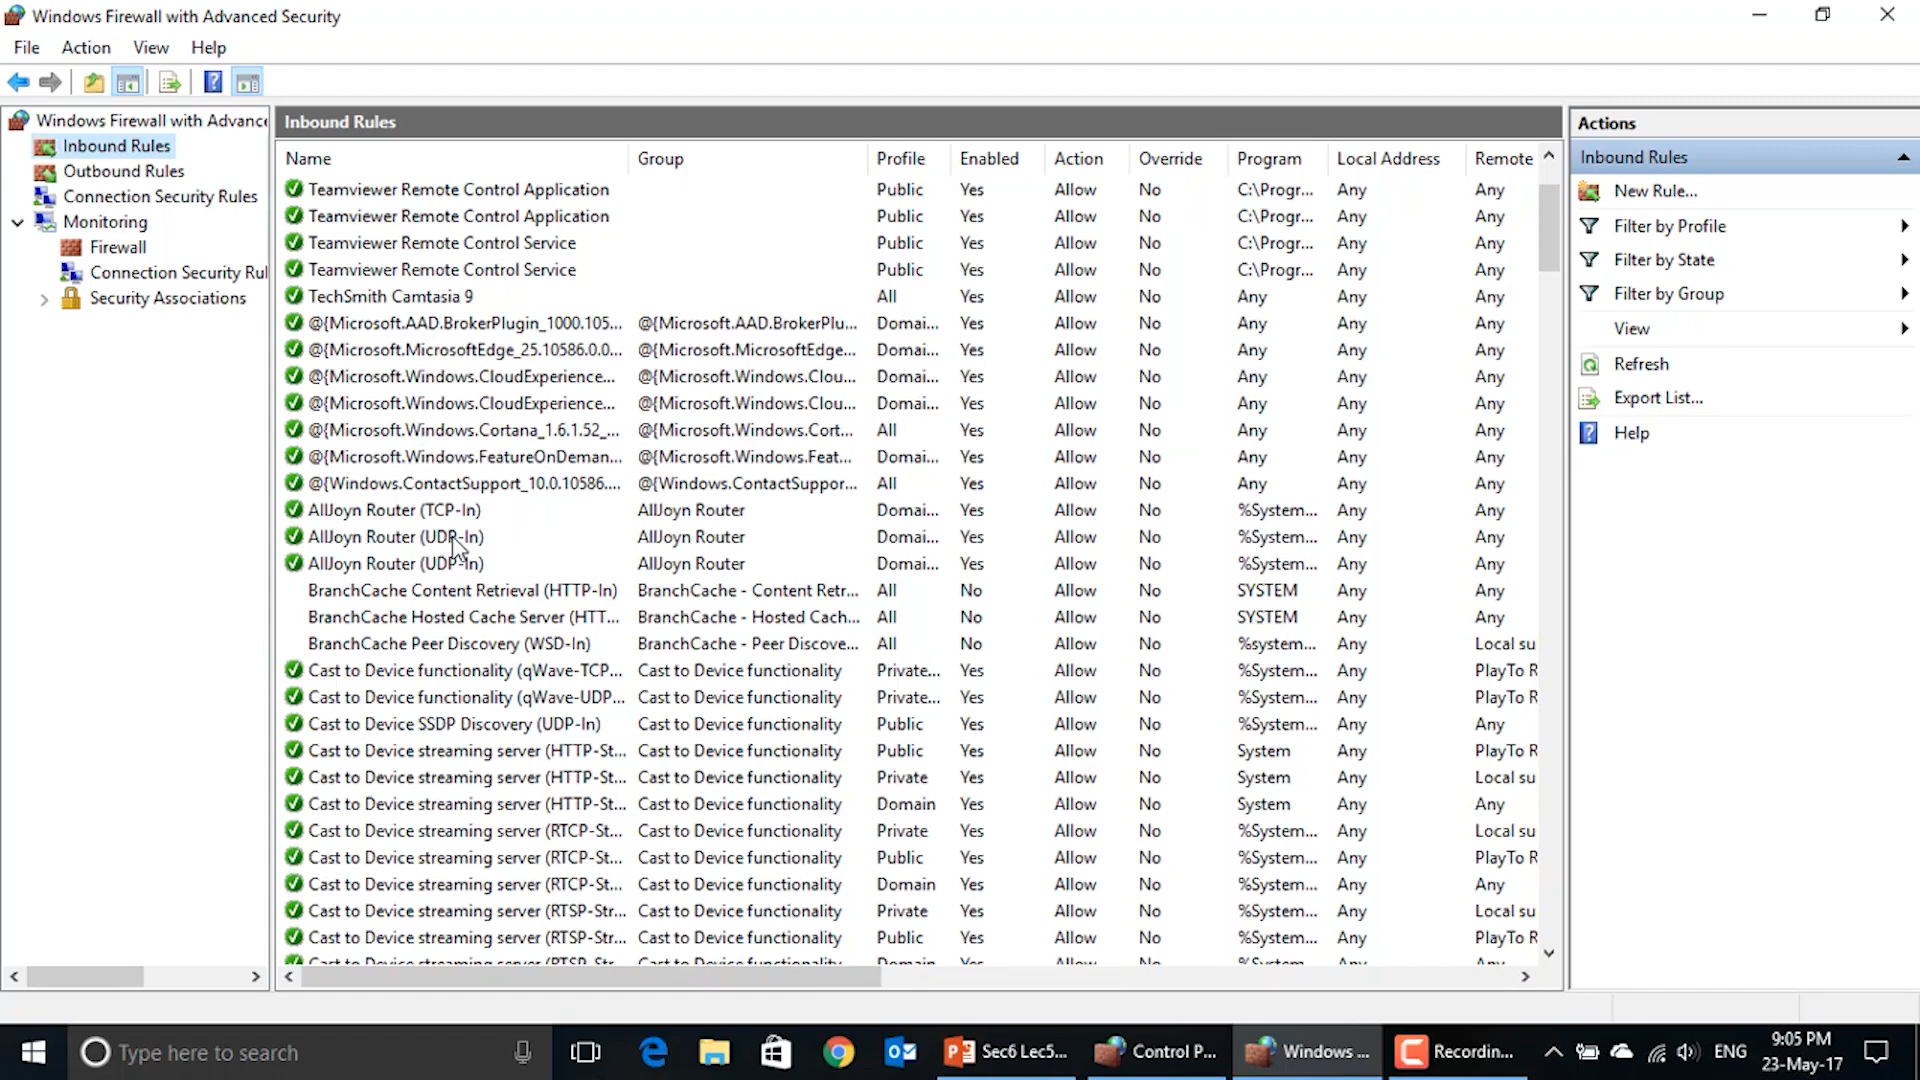 Windows Firewall with Advanced Security
File Action View Help
Windows Firewall with Advance
Inbound Rules
Outbound Rules
Connection Security Rules
Monitoring
Firewall
Connection Security Rul
Security Associations
Inbound Rules
Name Group Profile Enabled Action Override Program Local Address Remote
Teamviewer Remote Control Application Public Yes Allow No C:\Progr... Any Any
Teamviewer Remote Control Application Public Yes Allow No C:\Progr... Any Any
Teamviewer Remote Control Service Public Yes Allow No C:\Progr... Any Any
Teamviewer Remote Control Service Public Yes Allow No C:\Progr... Any Any
TechSmith Camtasia 9 All Yes Allow No Any Any Any
@{Microsoft.AAD.BrokerPlugin_1000.105... @{Microsoft.AAD.BrokerPlu... Domai... Yes Allow No Any Any Any
@{Microsoft.MicrosoftEdge_25.10586.0.0... @{Microsoft.MicrosoftEdge... Domai... Yes Allow No Any Any Any
@{Microsoft.Windows.CloudExperience... @{Microsoft.Windows.Clou... Domai... Yes Allow No Any Any Any
@{Microsoft.Windows.CloudExperience... @{Microsoft.Windows.Clou... Domai... Yes Allow No Any Any Any
@{Microsoft.Windows.Cortana_1.6.1.52_... @{Microsoft.Windows.Cort... All Yes Allow No Any Any Any
@{Microsoft.Windows.FeatureOnDeman... @{Microsoft.Windows.Feat... Domai... Yes Allow No Any Any Any
@{Windows.ContactSupport_10.0.10586.... @{Windows.ContactSuppor... All Yes Allow No Any Any Any
AllJoyn Router (TCP-In) AllJoyn Router Domai... Yes Allow No %System... Any Any
AllJoyn Router (UDP-In) AllJoyn Router Domai... Yes Allow No %System... Any Any
AllJoyn Router (UDP-In) AllJoyn Router Domai... Yes Allow No %System... Any Any
BranchCache Content Retrieval (HTTP-In) BranchCache - Content Retr... All No Allow No SYSTEM Any Any
BranchCache Hosted Cache Server (HTT... BranchCache - Hosted Cach... All No Allow No SYSTEM Any Any
BranchCache Peer Discovery (WSD-In) BranchCache - Peer Discove... All No Allow No %system... Any Local su
Cast to Device functionality (qWave-TCP... Cast to Device functionality Private... Yes Allow No %System... Any PlayTo R
Cast to Device functionality (qWave-UDP... Cast to Device functionality Private... Yes Allow No %System... Any PlayTo R
Cast to Device SSDP Discovery (UDP-In) Cast to Device functionality Public Yes Allow No %System... Any Any
Cast to Device streaming server (HTTP-St... Cast to Device functionality Public Yes Allow No System Any PlayTo R
Cast to Device streaming server (HTTP-St... Cast to Device functionality Private Yes Allow No System Any Local su
Cast to Device streaming server (HTTP-St... Cast to Device functionality Domain Yes Allow No System Any Any
Cast to Device streaming server (RTCP-St... Cast to Device functionality Private Yes Allow No %System... Any Local su
Cast to Device streaming server (RTCP-St... Cast to Device functionality Public Yes Allow No %System... Any PlayTo R
Cast to Device streaming server (RTCP-St... Cast to Device functionality Domain Yes Allow No %System... Any Any
Cast to Device streaming server (RTSP-Str... Cast to Device functionality Private Yes Allow No %System... Any Local su
Cast to Device streaming server (RTSP-Str... Cast to Device functionality Public Yes Allow No %System... Any PlayTo R
Cast to Device streaming server (RTSP-Str... Cast to Device functionality Domain Yes Allow No %System... Any Any
Actions
Inbound Rules
New Rule...
Filter by Profile
Filter by State
Filter by Group
View
Refresh
Export List...
Help
Type here to search
Sec6 Lec5...
Control P...
Windows ...
Recordin...
ENG
9:05 PM
23-May-17